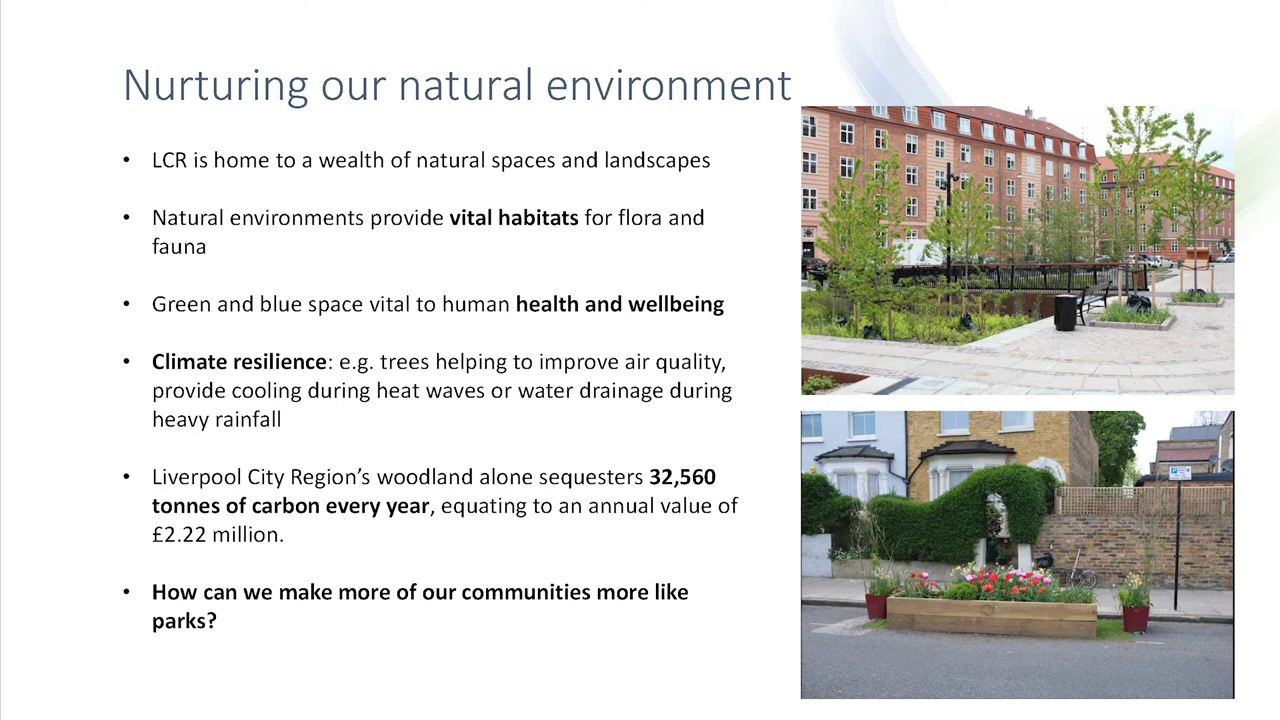 Nurturing our natural environment
• LCR is home to a wealth of natural spaces and landscapes
• Natural environments provide vital habitats for flora and
fauna
• Green and blue space vital to human health and wellbeing
• Climate resilience: e.g. trees helping to improve air quality,
provide cooling during heat waves or water drainage during
heavy rainfall
• Liverpool City Region’s woodland alone sequesters 32,560
tonnes of carbon every year, equating to an annual value of
£2.22 million.
• How can we make more of our communities more like
parks?